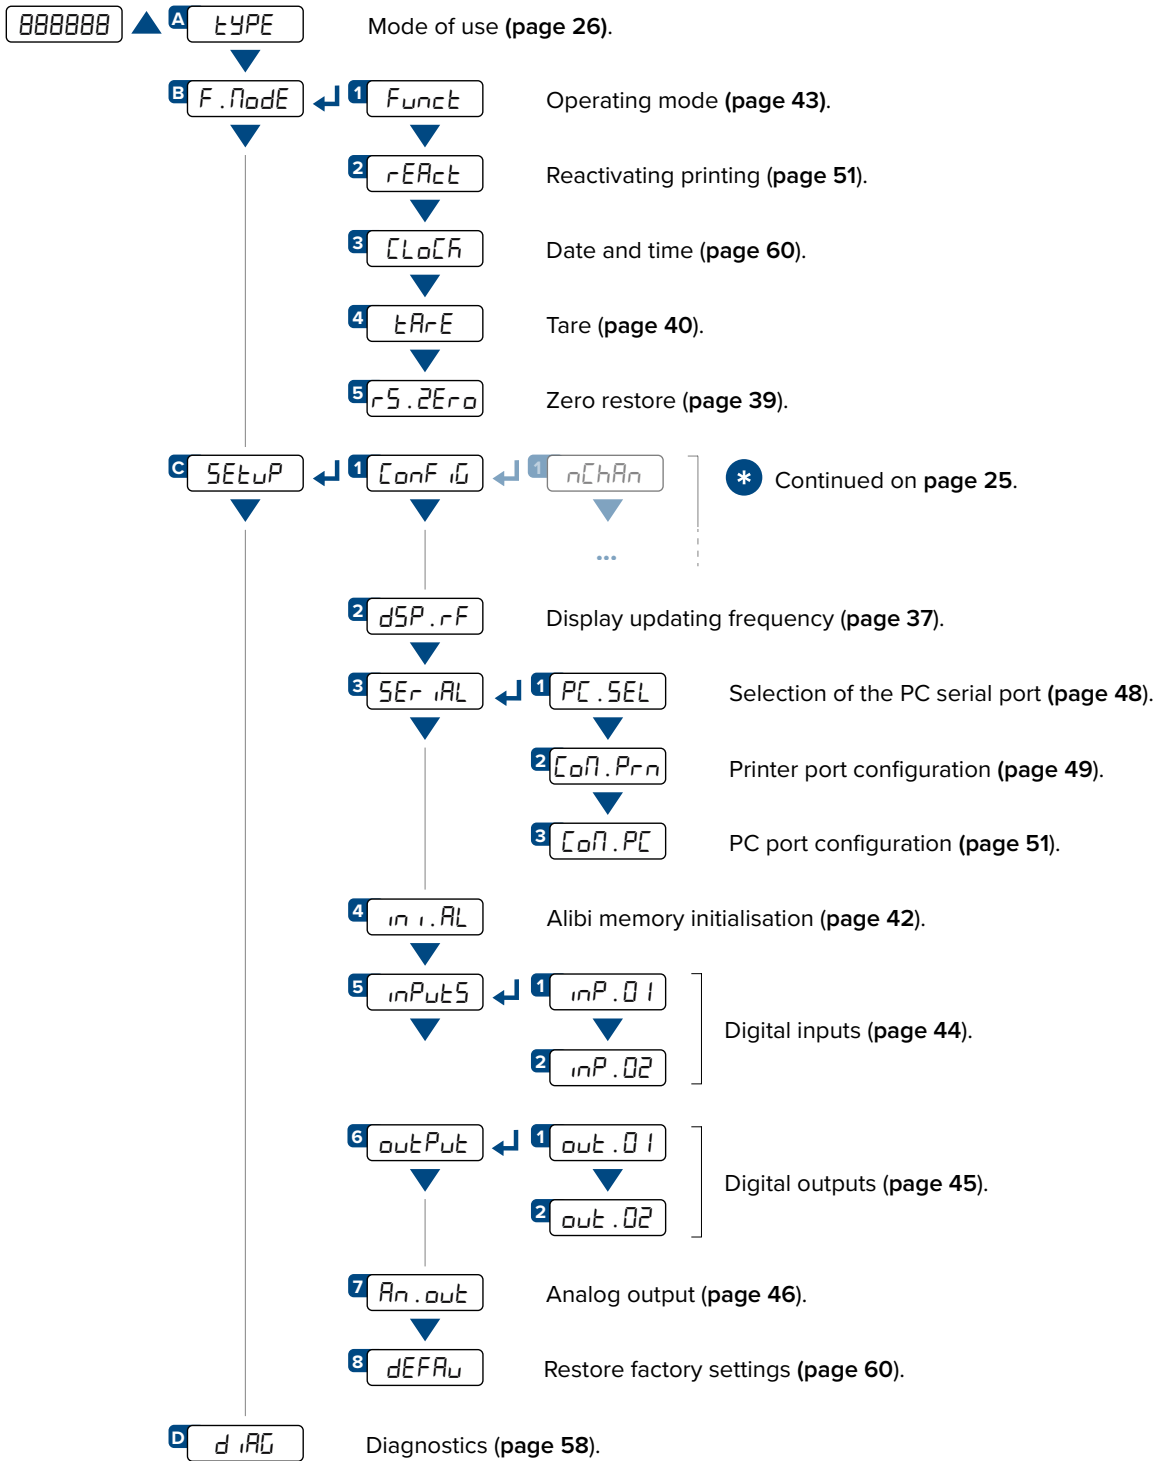 888888 A tYPE Mode of use (page 26).
B F.ModE 1 Funct Operating mode (page 43).
2 rEAct Reactivating printing (page 51).
3 CLoCK Date and time (page 60).
4 tArE Tare (page 40).
5 rS.ZEro Zero restore (page 39).
C SEtuP 1 ConFiG 1 nChAn * Continued on page 25.
...
2 dSP.rF Display updating frequency (page 37).
3 SEriAL 1 PC.SEL Selection of the PC serial port (page 48).
2 CoM.Prn Printer port configuration (page 49).
3 CoM.PC PC port configuration (page 51).
4 ini.AL Alibi memory initialisation (page 42).
5 inPutS 1 inP.01
Digital inputs (page 44).
2 inP.02
6 outPut 1 out.01
Digital outputs (page 45).
2 out.02
7 An.out Analog output (page 46).
8 dEFAu Restore factory settings (page 60).
D diAG Diagnostics (page 58).